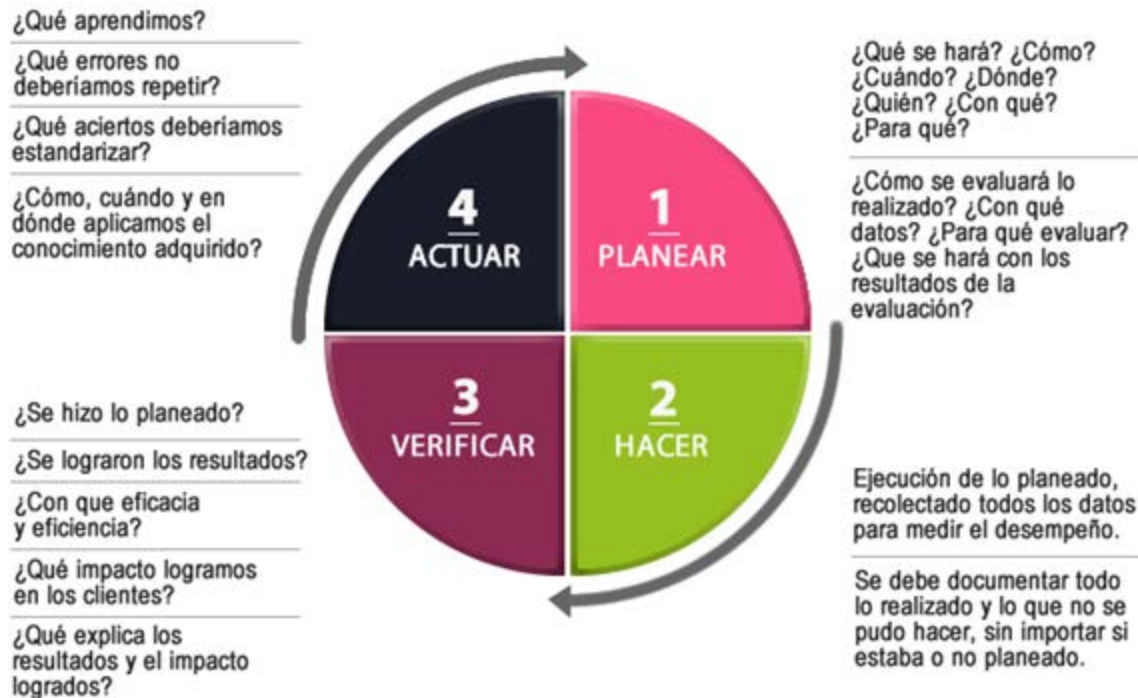 ¿Qué aprendimos?
¿Qué errores no
deberíamos repetir?
¿Qué aciertos deberíamos
estandarizar?
¿Cómo, cuándo y en
dónde aplicamos el
conocimiento adquirido?
4
ACTUAR
1
PLANEAR
¿Qué se hará? ¿Cómo?
¿Cuándo? ¿Dónde?
¿Quién? ¿Con qué?
¿Para qué?
¿Cómo se evaluará lo
realizado? ¿Con qué
datos? ¿Para qué evaluar?
¿Que se hará con los
resultados de la
evaluación?
¿Se hizo lo planeado?
¿Se lograron los resultados?
¿Con que eficacia
y eficiencia?
¿Qué impacto logramos
en los clientes?
¿Qué explica los
resultados y el impacto
logrados?
3
VERIFICAR
2
HACER
Ejecución de lo planeado,
recolectado todos los datos
para medir el desempeño.
Se debe documentar todo
lo realizado y lo que no se
pudo hacer, sin importar si
estaba o no planeado.